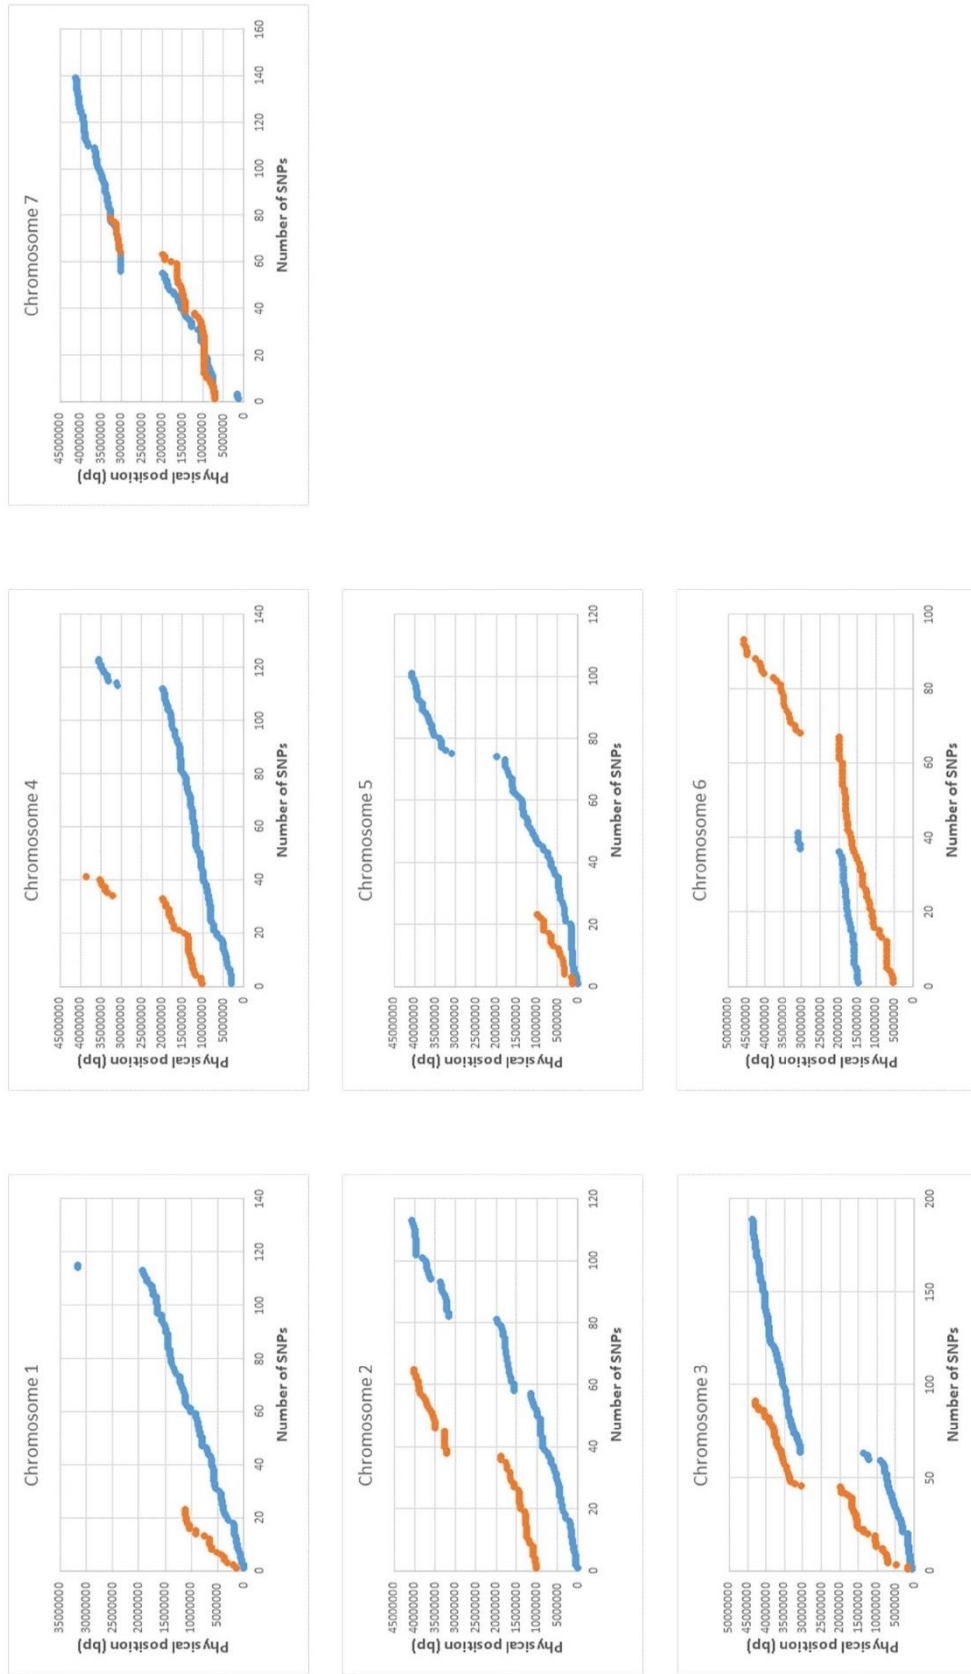 Chromosome 1
Physical position (bp)
35000000
30000000
25000000
20000000
15000000
10000000
5000000
0
0 20 40 60 80 100 120 140
Number of SNPs
Chromosome 4
Physical position (bp)
45000000
40000000
35000000
30000000
25000000
20000000
15000000
10000000
5000000
0
0 20 40 60 80 100 120 140
Number of SNPs
Chromosome 7
Physical position (bp)
45000000
40000000
35000000
30000000
25000000
20000000
15000000
10000000
5000000
0
0 20 40 60 80 100 120 140 160
Number of SNPs
Chromosome 2
Physical position (bp)
45000000
40000000
35000000
30000000
25000000
20000000
15000000
10000000
5000000
0
0 20 40 60 80 100 120
Number of SNPs
Chromosome 5
Physical position (bp)
45000000
40000000
35000000
30000000
25000000
20000000
15000000
10000000
5000000
0
0 20 40 60 80 100 120
Number of SNPs
Chromosome 3
Physical position (bp)
50000000
45000000
40000000
35000000
30000000
25000000
20000000
15000000
10000000
5000000
0
0 50 100 150 200
Number of SNPs
Chromosome 6
Physical position (bp)
50000000
45000000
40000000
35000000
30000000
25000000
20000000
15000000
10000000
5000000
0
0 20 40 60 80 100
Number of SNPs